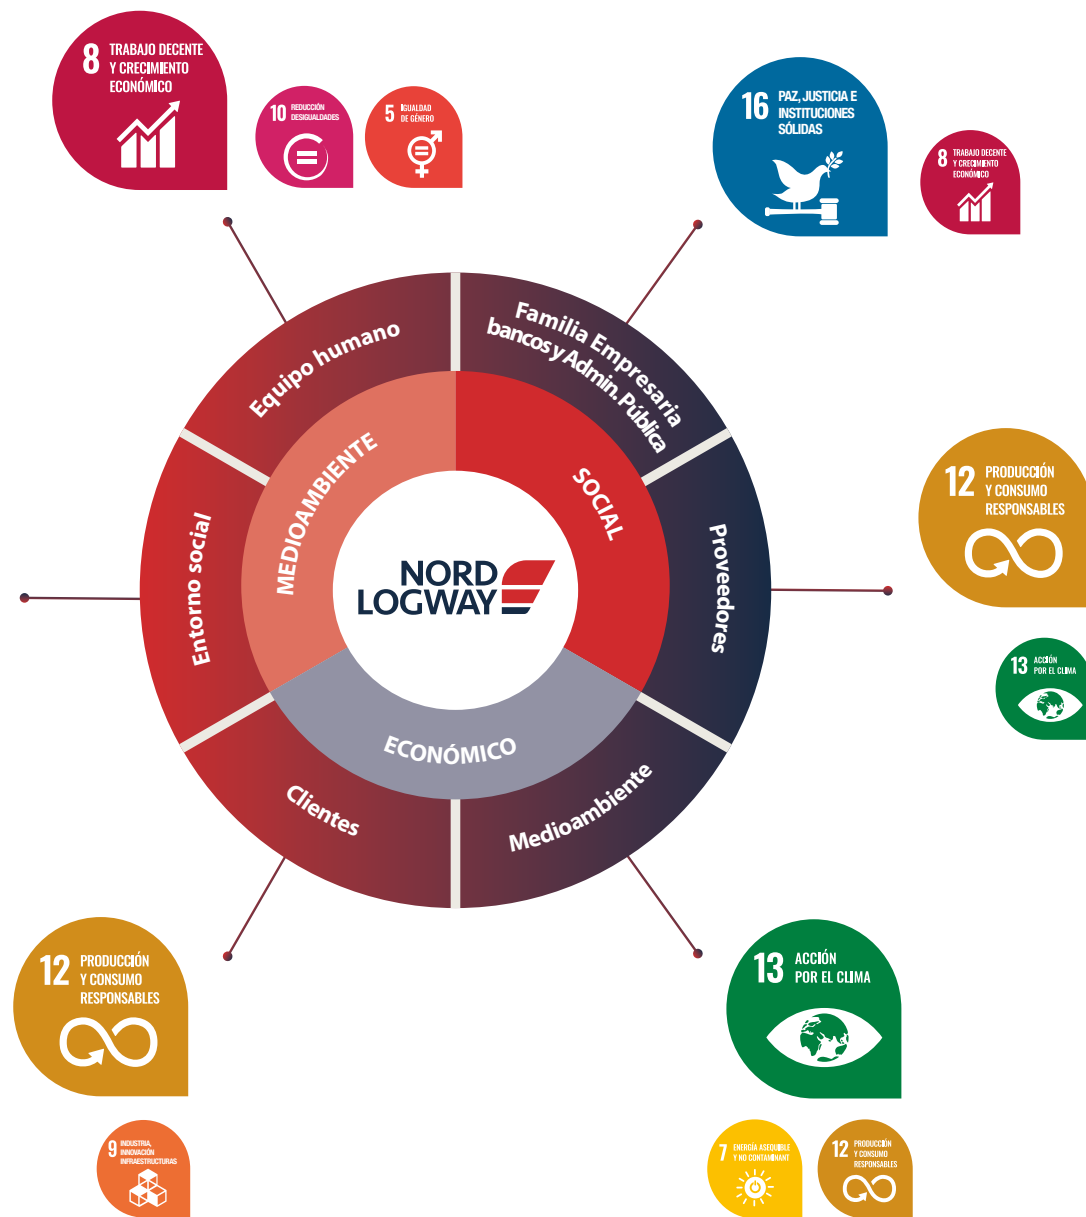 8
TRABAJO DECENTE
Y CRECIMIENTO
ECONÓMICO
10
REDUCCIÓN
DESIGUALDADES
5
IGUALDAD
DE GÉNERO
16
PAZ, JUSTICIA E
INSTITUCIONES
SÓLIDAS
8
TRABAJO DECENTE
Y CRECIMIENTO
ECONÓMICO
Equipo humano
Familia Empresaria
bancos y Admin. Pública
MEDIOAMBIENTE
SOCIAL
12
PRODUCCIÓN
Y CONSUMO
RESPONSABLES
Entorno social
NORD
LOGWAY
Proveedores
13
ACCIÓN
POR EL CLIMA
ECONÓMICO
Clientes
Medioambiente
12
PRODUCCIÓN
Y CONSUMO
RESPONSABLES
13
ACCIÓN
POR EL CLIMA
9
INDUSTRIA,
INNOVACIÓN
INFRAESTRUCTURAS
7
ENERGÍA ASEQUIBLE
Y NO CONTAMINANT
12
PRODUCCIÓN
Y CONSUMO
RESPONSABLES